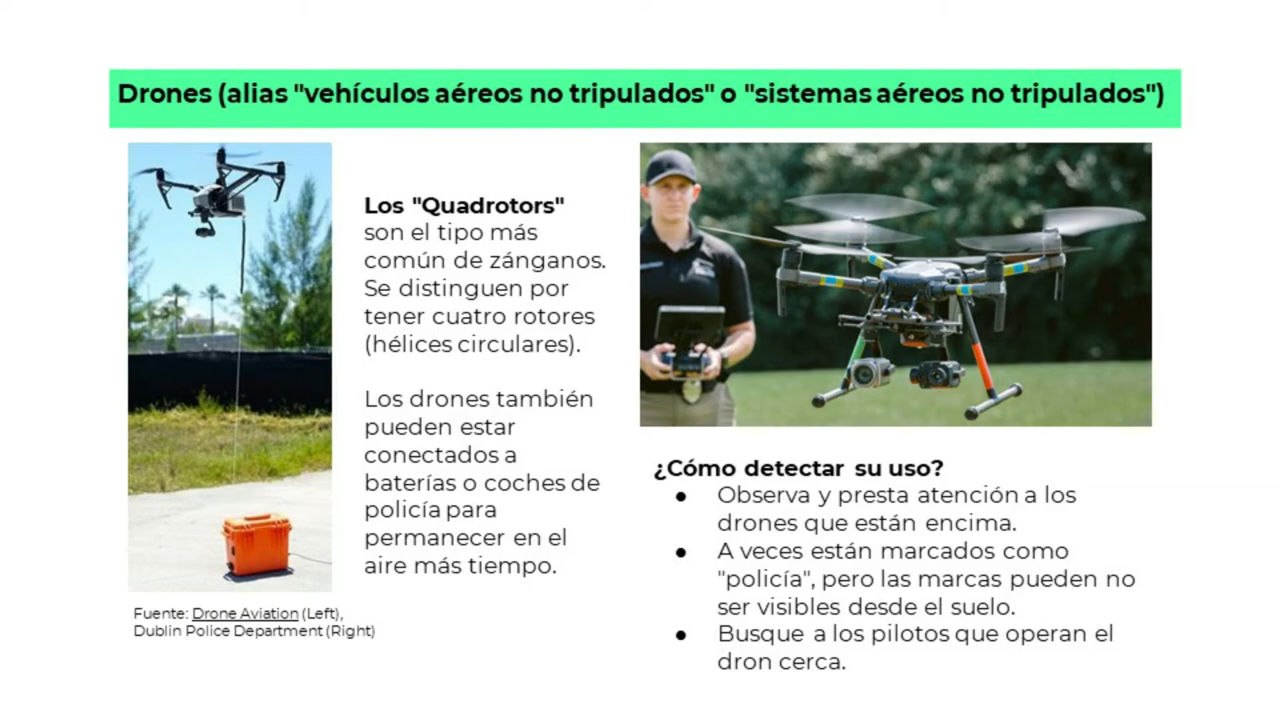 Drones (alias "vehículos aéreos no tripulados" o "sistemas aéreos no tripulados")
Los "Quadrotors"
son el tipo más
común de zánganos.
Se distinguen por
tener cuatro rotores
(hélices circulares).
Los drones también
pueden estar
conectados a
baterías o coches de
policía para
permanecer en el
aire más tiempo.
Fuente: Drone Aviation (Left),
Dublin Police Department (Right)
¿Cómo detectar su uso?
● Observa y presta atención a los
drones que están encima.
● A veces están marcados como
"policía", pero las marcas pueden no
ser visibles desde el suelo.
● Busque a los pilotos que operan el
dron cerca.